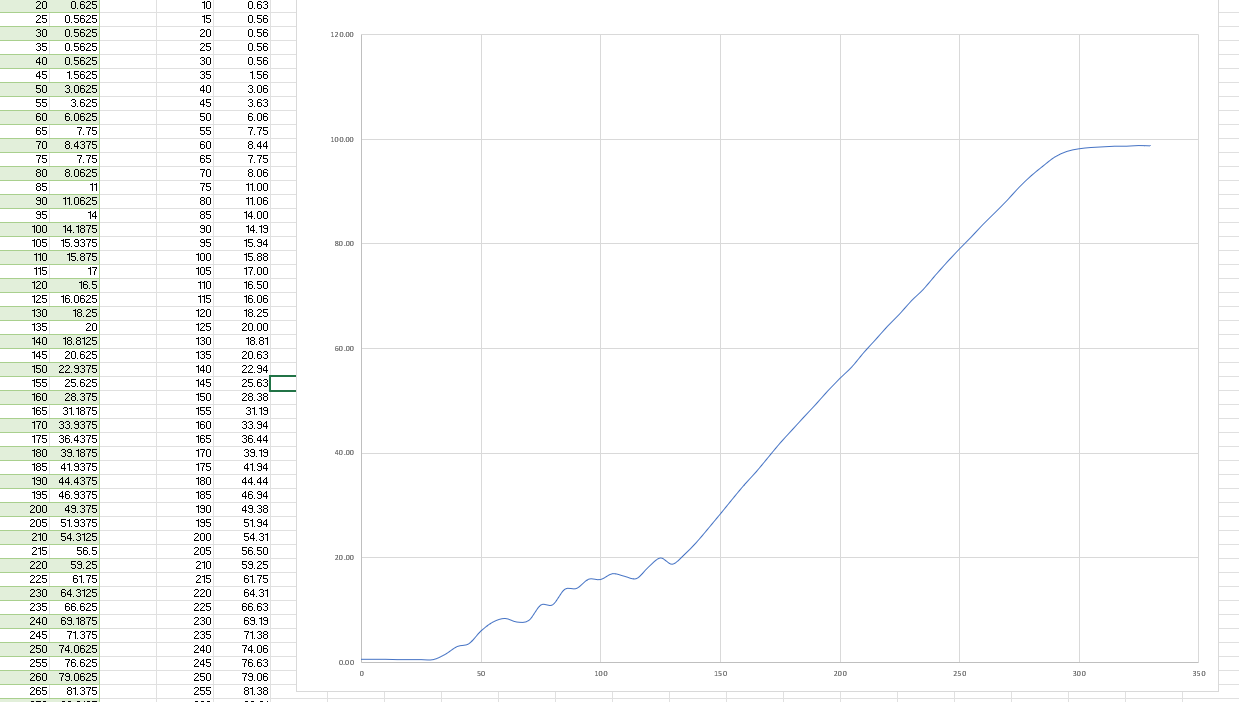 20 0.625 10 0.63
25 0.5625 15 0.56
30 0.5625 20 0.56
35 0.5625 25 0.56
40 0.5625 30 0.56
45 1.5625 35 1.56
50 3.0625 40 3.06
55 3.625 45 3.63
60 6.0625 50 6.06
65 7.75 55 7.75
70 8.4375 60 8.44
75 7.75 65 7.75
80 8.0625 70 8.06
85 11 75 11.00
90 11.0625 80 11.06
95 14 85 14.00
100 14.1875 90 14.19
105 15.9375 95 15.94
110 15.875 100 15.88
115 17 105 17.00
120 16.5 110 16.50
125 16.0625 115 16.06
130 18.25 120 18.25
135 20 125 20.00
140 18.8125 130 18.81
145 20.625 135 20.63
150 22.9375 140 22.94
155 25.625 145 25.63
160 28.375 150 28.38
165 31.1875 155 31.19
170 33.9375 160 33.94
175 36.4375 165 36.44
180 39.1875 170 39.19
185 41.9375 175 41.94
190 44.4375 180 44.44
195 46.9375 185 46.94
200 49.375 190 49.38
205 51.9375 195 51.94
210 54.3125 200 54.31
215 56.5 205 56.50
220 59.25 210 59.25
225 61.75 215 61.75
230 64.3125 220 64.31
235 66.625 225 66.63
240 69.1875 230 69.19
245 71.375 235 71.38
250 74.0625 240 74.06
255 76.625 245 76.63
260 79.0625 250 79.06
265 81.375 255 81.38
120.00
100.00
80.00
60.00
40.00
20.00
0.00
0 50 100 150 200 250 300 350